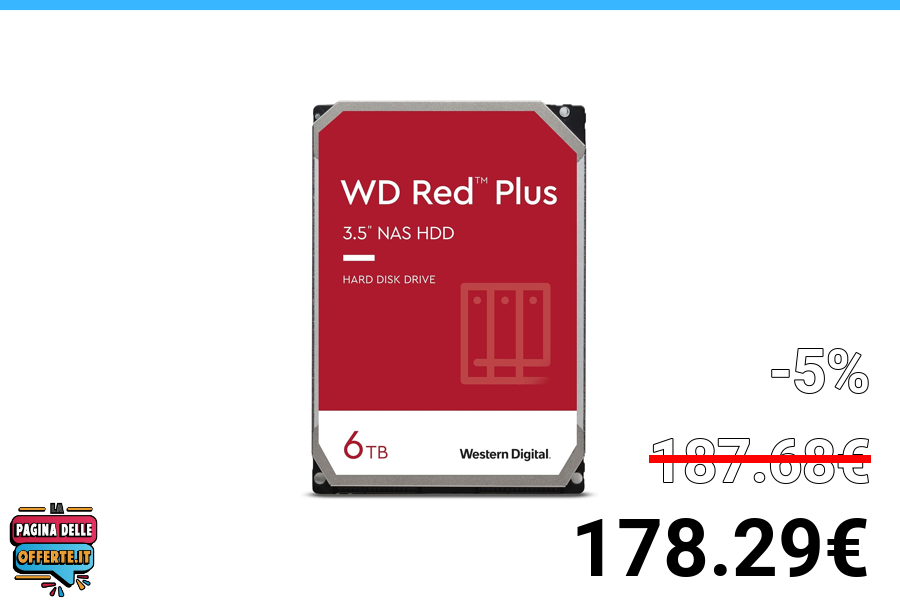 WD Red™ Plus
3.5" NAS HDD
HARD DISK DRIVE
6TB
Western Digital.
-5%
187.68€
178.29€
LA
PAGINA DELLE
OFFERTE.IT